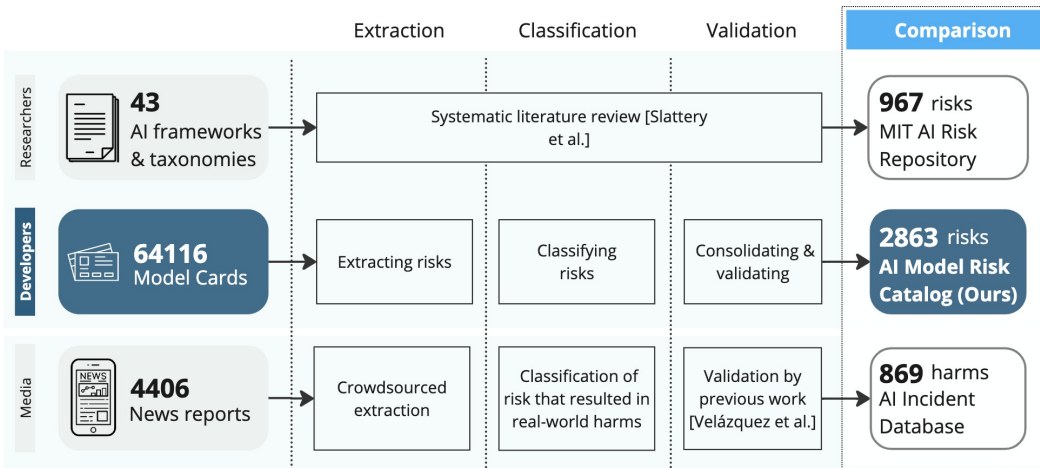 Extraction
Classification
Validation
Comparison
Researchers
43
AI frameworks
& taxonomies
Systematic literature review [Slattery
et al.]
967 risks
MIT AI Risk
Repository
Developers
64116
Model Cards
Extracting risks
Classifying
risks
Consolidating &
validating
2863 risks
AI Model Risk
Catalog (Ours)
Media
NEWS
4406
News reports
Crowdsourced
extraction
Classification of
risk that resulted in
real-world harms
Validation by
previous work
[Velázquez et al.]
869 harms
AI Incident
Database